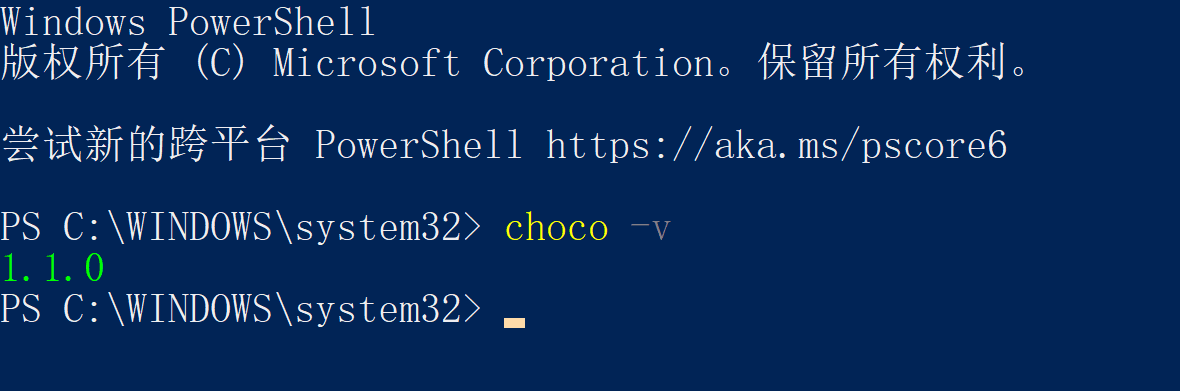 Windows PowerShell
版权所有 (C) Microsoft Corporation。保留所有权利。
尝试新的跨平台 PowerShell https://aka.ms/pscore6
PS C:\WINDOWS\system32> choco -v
1.1.0
PS C:\WINDOWS\system32>